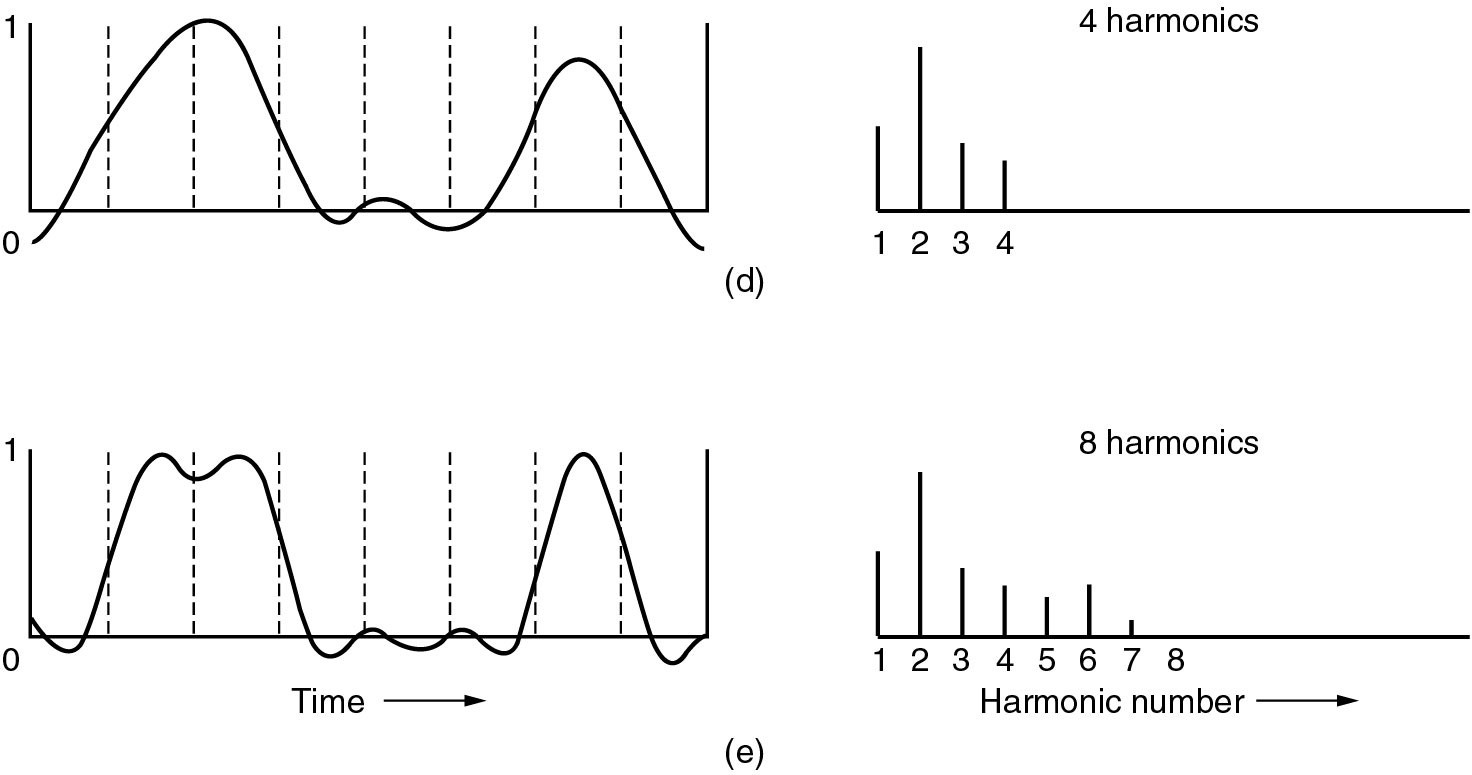 1
4 harmonics
0
1 2 3 4
(d)
1
8 harmonics
0
1 2 3 4 5 6 7 8
Time
Harmonic number
(e)